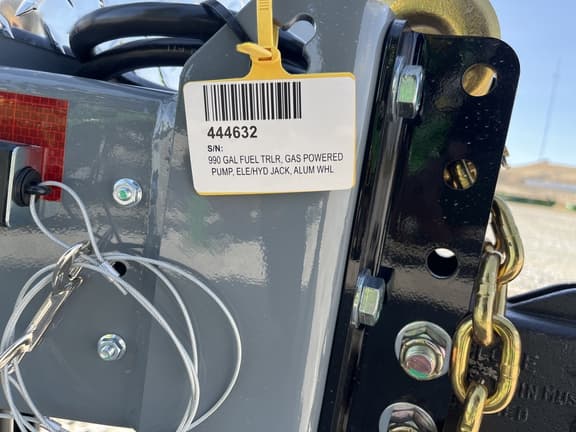 444632
S/N:
990 GAL FUEL TRLR, GAS POWERED
PUMP, ELE/HYD JACK, ALUM WHL